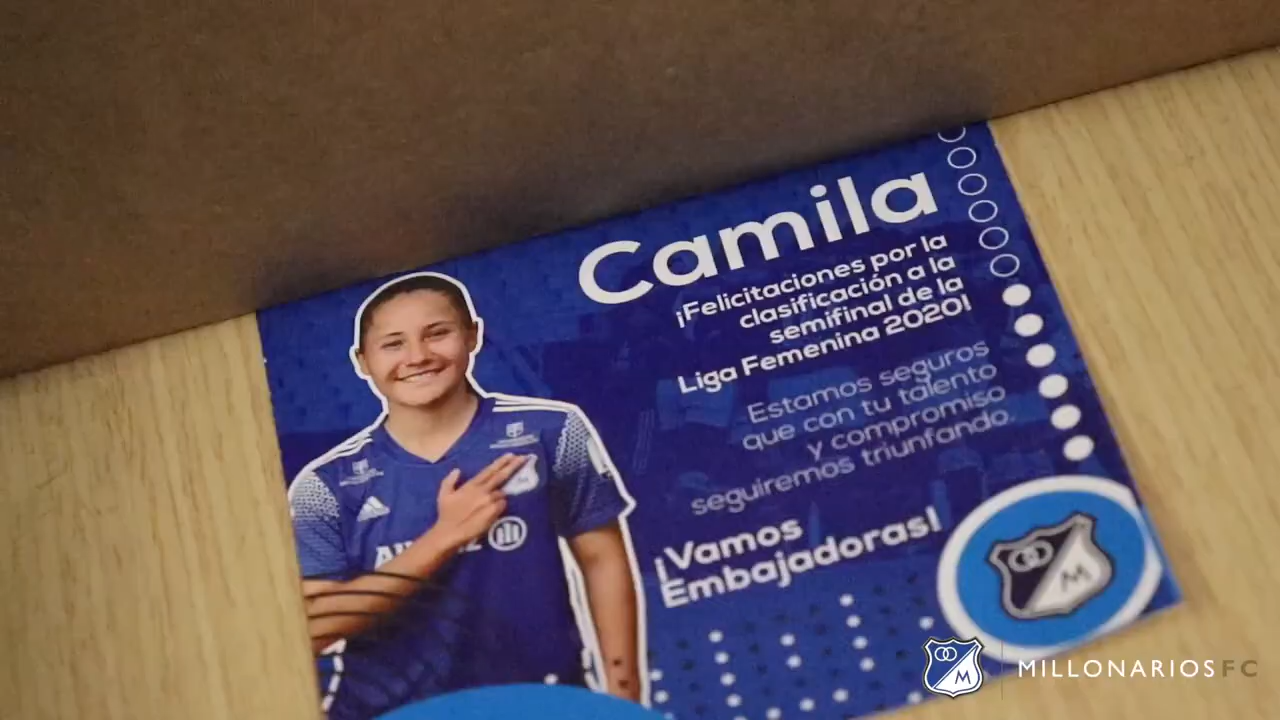 Camila
¡Felicitaciones por la
clasificación a la
semifinal de la
Liga Femenina 2020!
Estamos seguros
que con tu talento
y compromiso
seguiremos triunfando.
¡Vamos
Embajadoras!
M
M
MILLONARIOS FC